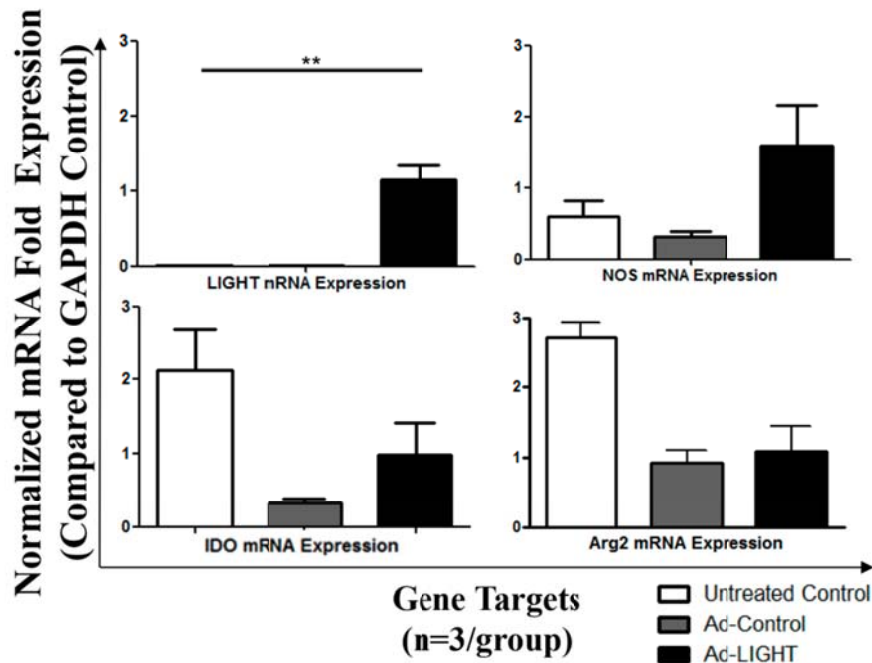 Normalized mRNA Fold Expression
(Compared to GAPDH Control)
3
2
1
0
**
LIGHT nRNA Expression
3
2
1
0
NOS mRNA Expression
3
2
1
0
IDO mRNA Expression
3
2
1
0
Arg2 mRNA Expression
Gene Targets
(n=3/group)
Untreated Control
Ad-Control
Ad-LIGHT